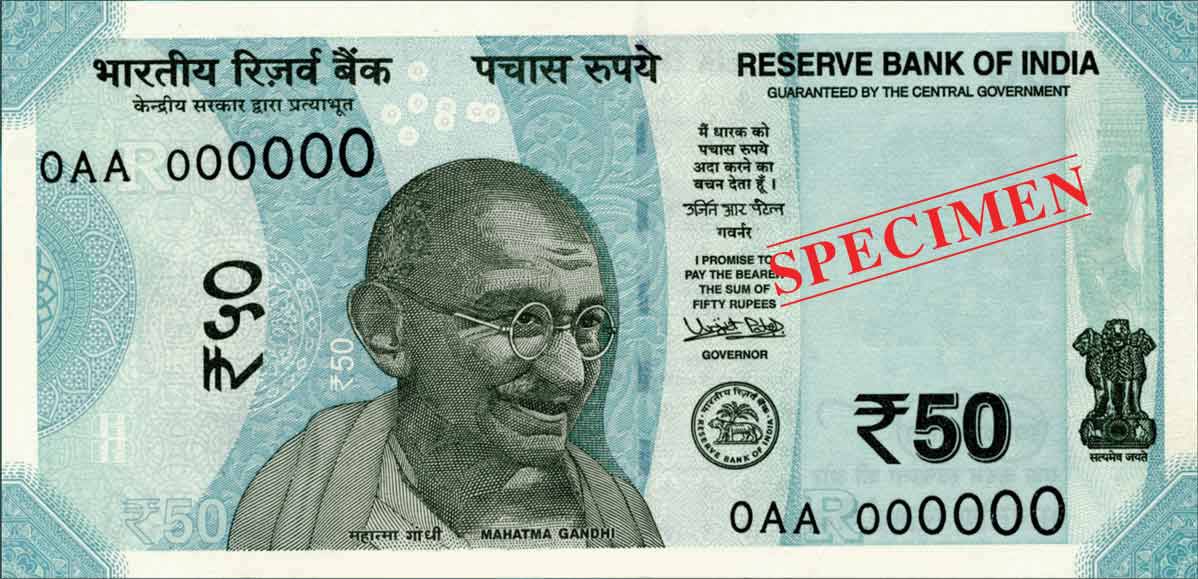 भारतीय रिज़र्व बैंक
केन्द्रीय सरकार द्वारा प्रत्याभूत
पचास रुपये
RESERVE BANK OF INDIA
GUARANTEED BY THE CENTRAL GOVERNMENT
0AA 000000
R
मैं धारक को
पचास रुपये
अदा करने का
वचन देता हूँ ।
उर्जित आर पटेल
गवर्नर
I PROMISE TO
PAY THE BEARER
THE SUM OF
FIFTY RUPEES
Urjit Patel
GOVERNOR
SPECIMEN
₹५०
₹50
भारतीय रिज़र्व बैंक
RESERVE BANK OF INDIA
₹50
सत्यमेव जयते
₹50
R
0AA 000000
महात्मा गांधी
MAHATMA GANDHI